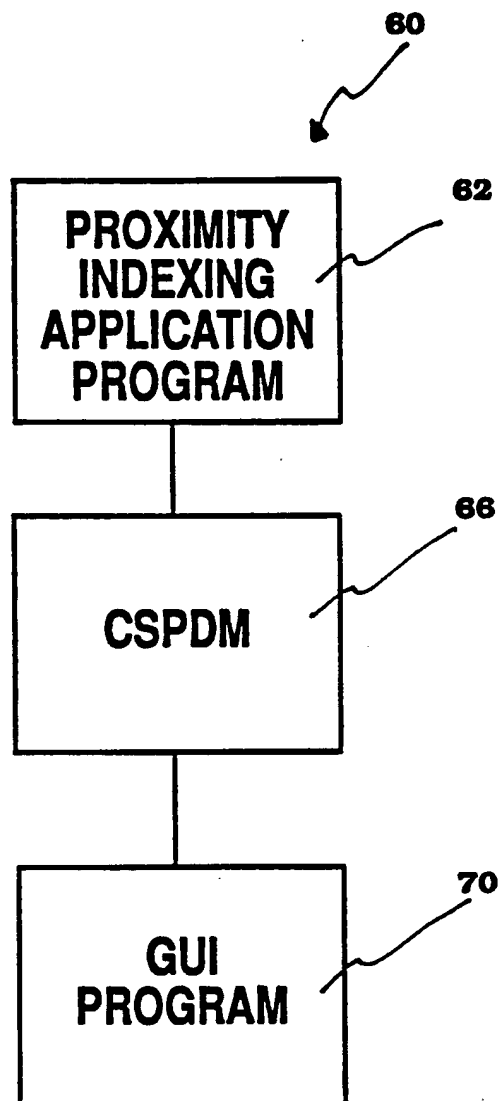 60
62
PROXIMITY
INDEXING
APPLICATION
PROGRAM
66
CSPDM
70
GUI
PROGRAM